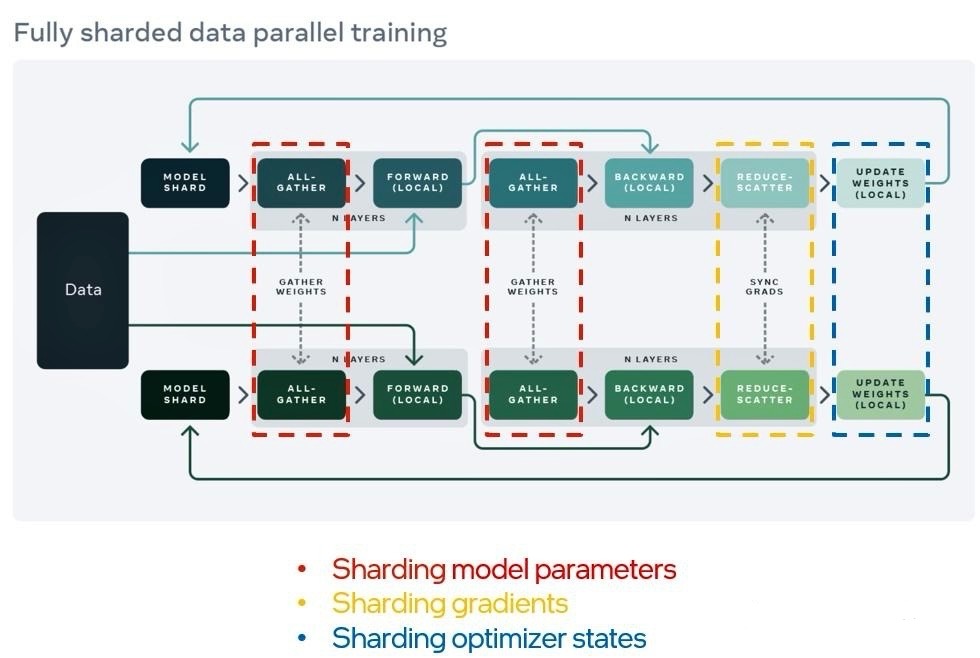 Fully sharded data parallel training
MODEL
SHARD
ALL-
GATHER
FORWARD
(LOCAL)
ALL-
GATHER
BACKWARD
(LOCAL)
REDUCE-
SCATTER
UPDATE
WEIGHTS
(LOCAL)
N LAYERS
N LAYERS
Data
GATHER
WEIGHTS
GATHER
WEIGHTS
SYNC
GRADS
N LAYERS
N LAYERS
MODEL
SHARD
ALL-
GATHER
FORWARD
(LOCAL)
ALL-
GATHER
BACKWARD
(LOCAL)
REDUCE-
SCATTER
UPDATE
WEIGHTS
(LOCAL)
• Sharding model parameters
• Sharding gradients
• Sharding optimizer states